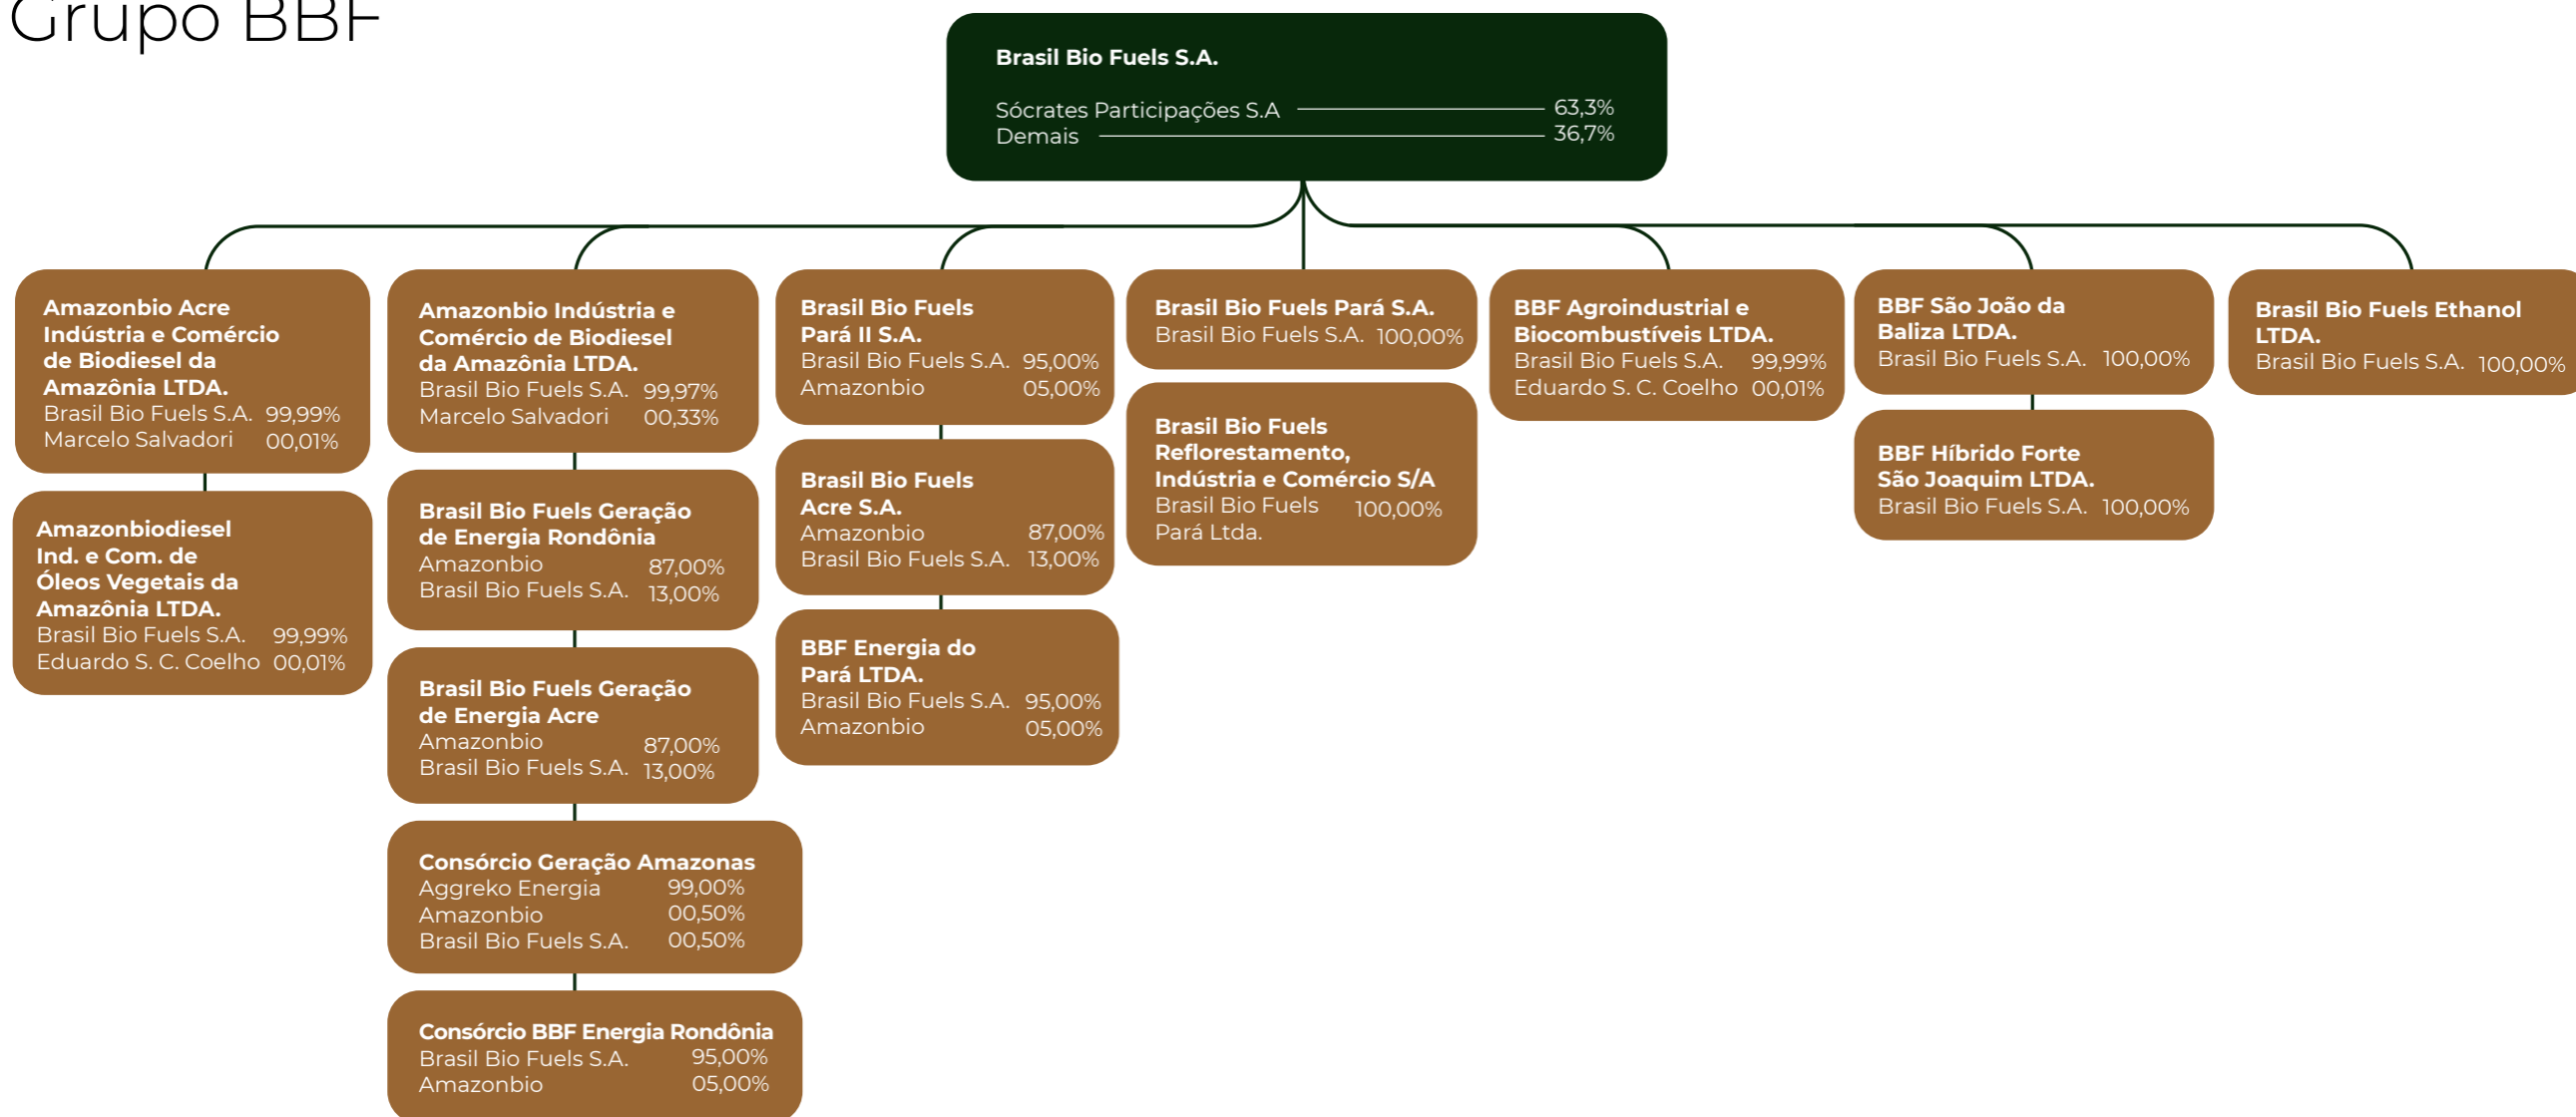 Grupo BBF
Brasil Bio Fuels S.A.
Sócrates Participações S.A 63,3%
Demais 36,7%
Amazonbio Acre
Indústria e Comércio
de Biodiesel da
Amazônia LTDA.
Brasil Bio Fuels S.A. 99,99%
Marcelo Salvadori 00,01%
Amazonbiodiesel
Ind. e Com. de
Óleos Vegetais da
Amazônia LTDA.
Brasil Bio Fuels S.A. 99,99%
Eduardo S. C. Coelho 00,01%
Amazonbio Indústria e
Comércio de Biodiesel
da Amazônia LTDA.
Brasil Bio Fuels S.A. 99,97%
Marcelo Salvadori 00,33%
Brasil Bio Fuels Geração
de Energia Rondônia
Amazonbio 87,00%
Brasil Bio Fuels S.A. 13,00%
Brasil Bio Fuels Geração
de Energia Acre
Amazonbio 87,00%
Brasil Bio Fuels S.A. 13,00%
Consórcio Geração Amazonas
Aggreko Energia 99,00%
Amazonbio 00,50%
Brasil Bio Fuels S.A. 00,50%
Consórcio BBF Energia Rondônia
Brasil Bio Fuels S.A. 95,00%
Amazonbio 05,00%
Brasil Bio Fuels
Pará II S.A.
Brasil Bio Fuels S.A. 95,00%
Amazonbio 05,00%
Brasil Bio Fuels
Acre S.A.
Amazonbio 87,00%
Brasil Bio Fuels S.A. 13,00%
BBF Energia do
Pará LTDA.
Brasil Bio Fuels S.A. 95,00%
Amazonbio 05,00%
Brasil Bio Fuels Pará S.A.
Brasil Bio Fuels S.A. 100,00%
Brasil Bio Fuels
Reflorestamento,
Indústria e Comércio S/A
Brasil Bio Fuels 100,00%
Pará Ltda.
BBF Agroindustrial e
Biocombustíveis LTDA.
Brasil Bio Fuels S.A. 99,99%
Eduardo S. C. Coelho 00,01%
BBF São João da
Baliza LTDA.
Brasil Bio Fuels S.A. 100,00%
BBF Híbrido Forte
São Joaquim LTDA.
Brasil Bio Fuels S.A. 100,00%
Brasil Bio Fuels Ethanol
LTDA.
Brasil Bio Fuels S.A. 100,00%